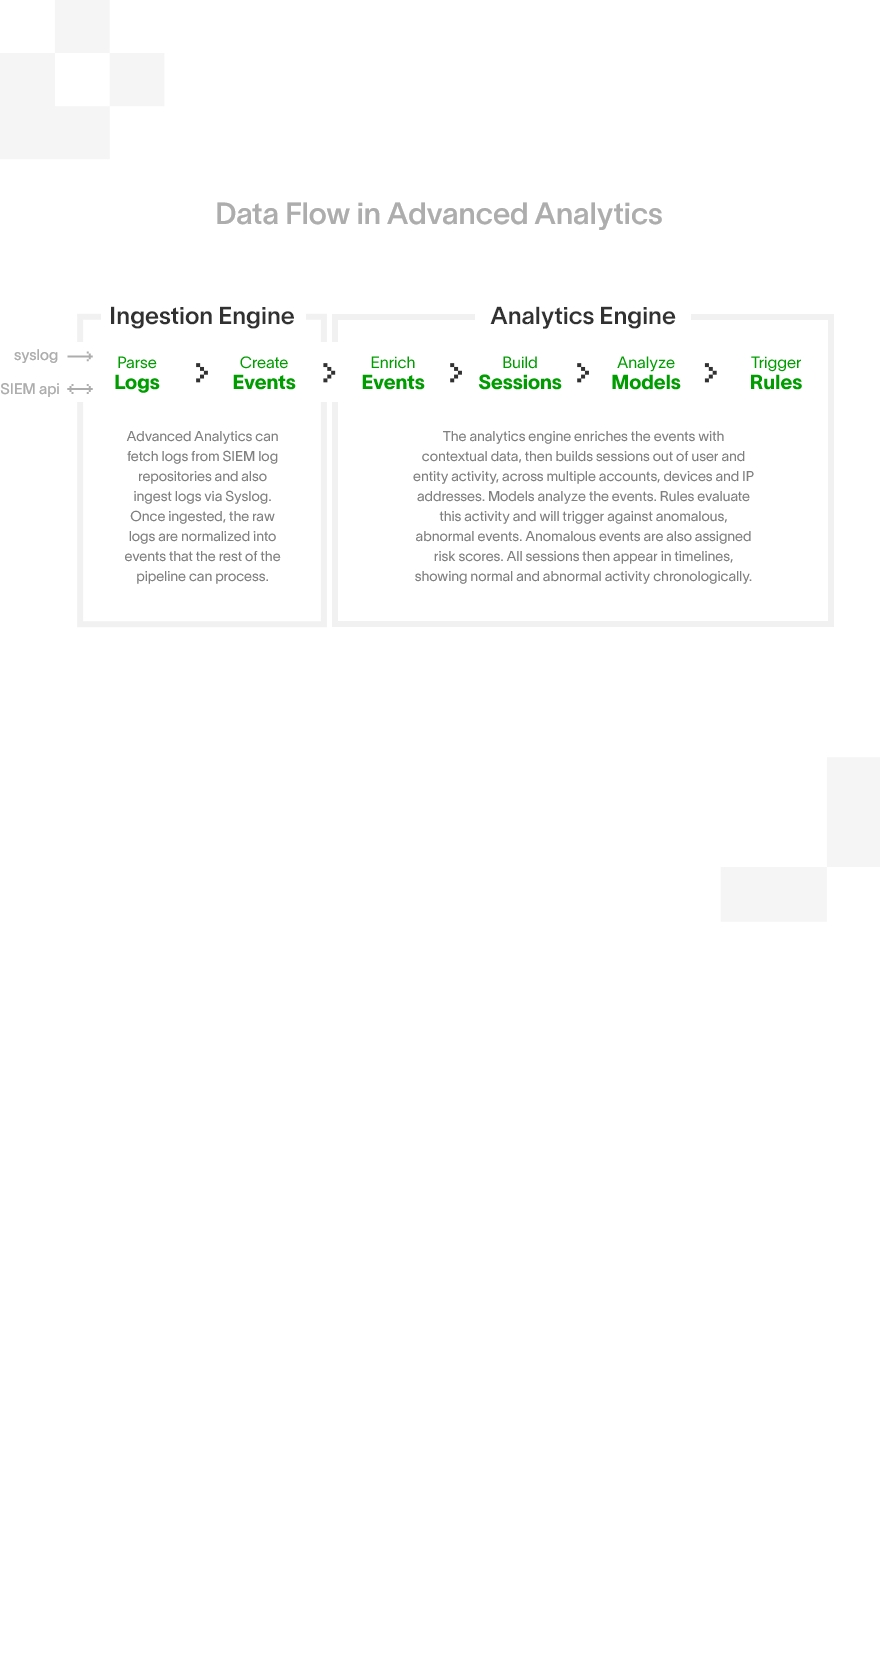 Data Flow in Advanced Analytics
Ingestion Engine
syslog
SIEM api
Parse
Logs
Create
Events
Advanced Analytics can
fetch logs from SIEM log
repositories and also
ingest logs via Syslog.
Once ingested, the raw
logs are normalized into
events that the rest of the
pipeline can process.
Analytics Engine
Enrich
Events
Build
Sessions
Analyze
Models
Trigger
Rules
The analytics engine enriches the events with
contextual data, then builds sessions out of user and
entity activity, across multiple accounts, devices and IP
addresses. Models analyze the events. Rules evaluate
this activity and will trigger against anomalous,
abnormal events. Anomalous events are also assigned
risk scores. All sessions then appear in timelines,
showing normal and abnormal activity chronologically.